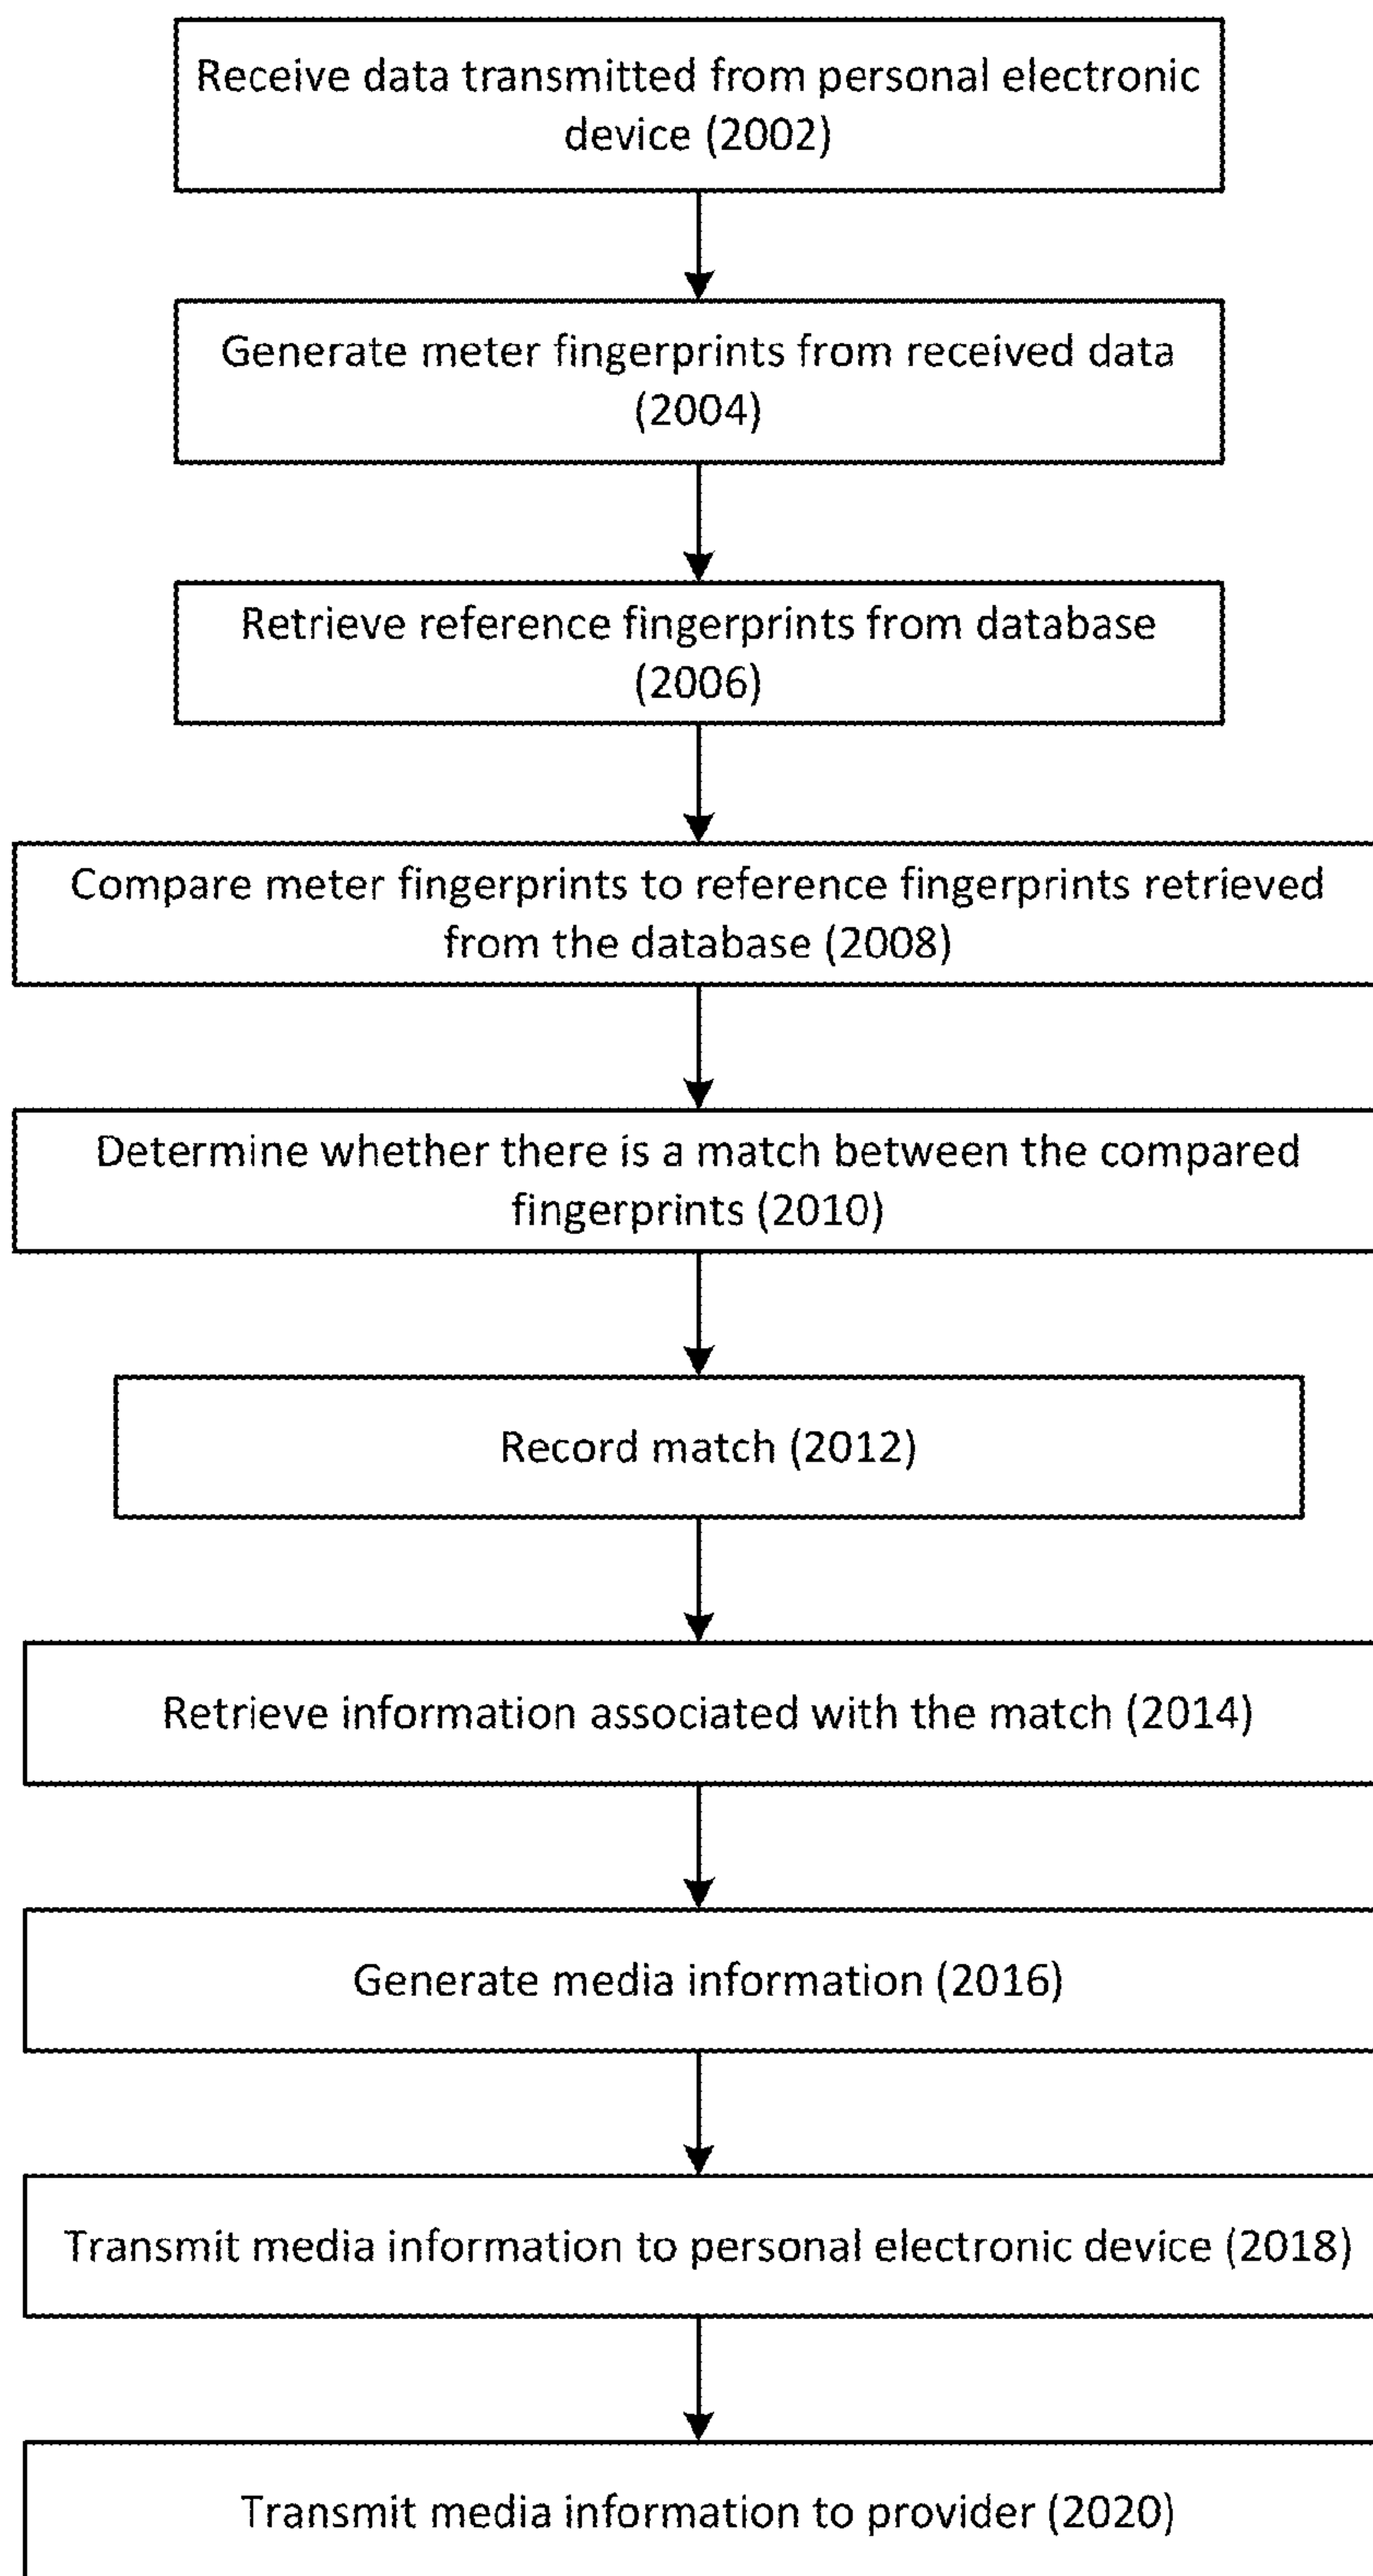 Receive data transmitted from personal electronic
device (2002)
Generate meter fingerprints from received data
(2004)
Retrieve reference fingerprints from database
(2006)
Compare meter fingerprints to reference fingerprints retrieved
from the database (2008)
Determine whether there is a match between the compared
fingerprints (2010)
Record match (2012)
Retrieve information associated with the match (2014)
Generate media information (2016)
Transmit media information to personal electronic device (2018)
Transmit media information to provider (2020)